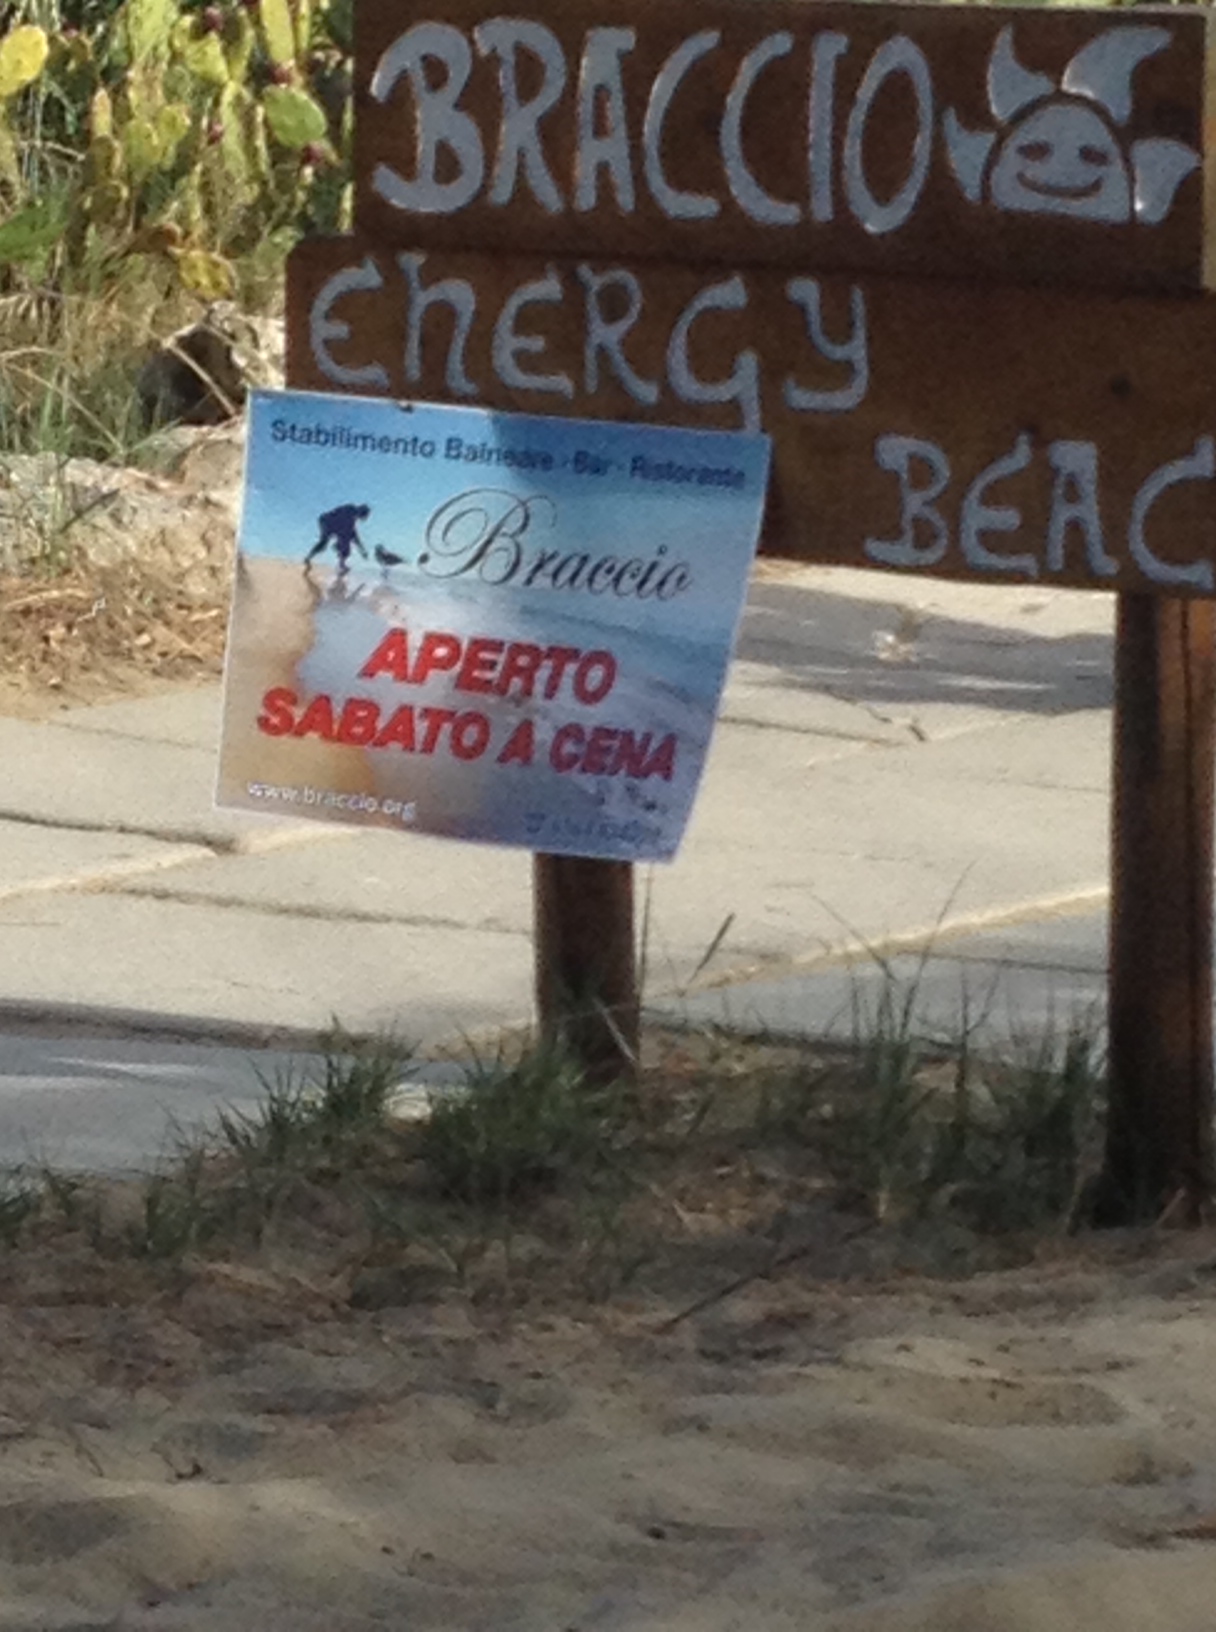 BRACCIO
ENERGY
BEAC
Stabilimento Balneare - Bar - Ristorante
Braccio
APERTO
SABATO A CENA
www.braccio.org